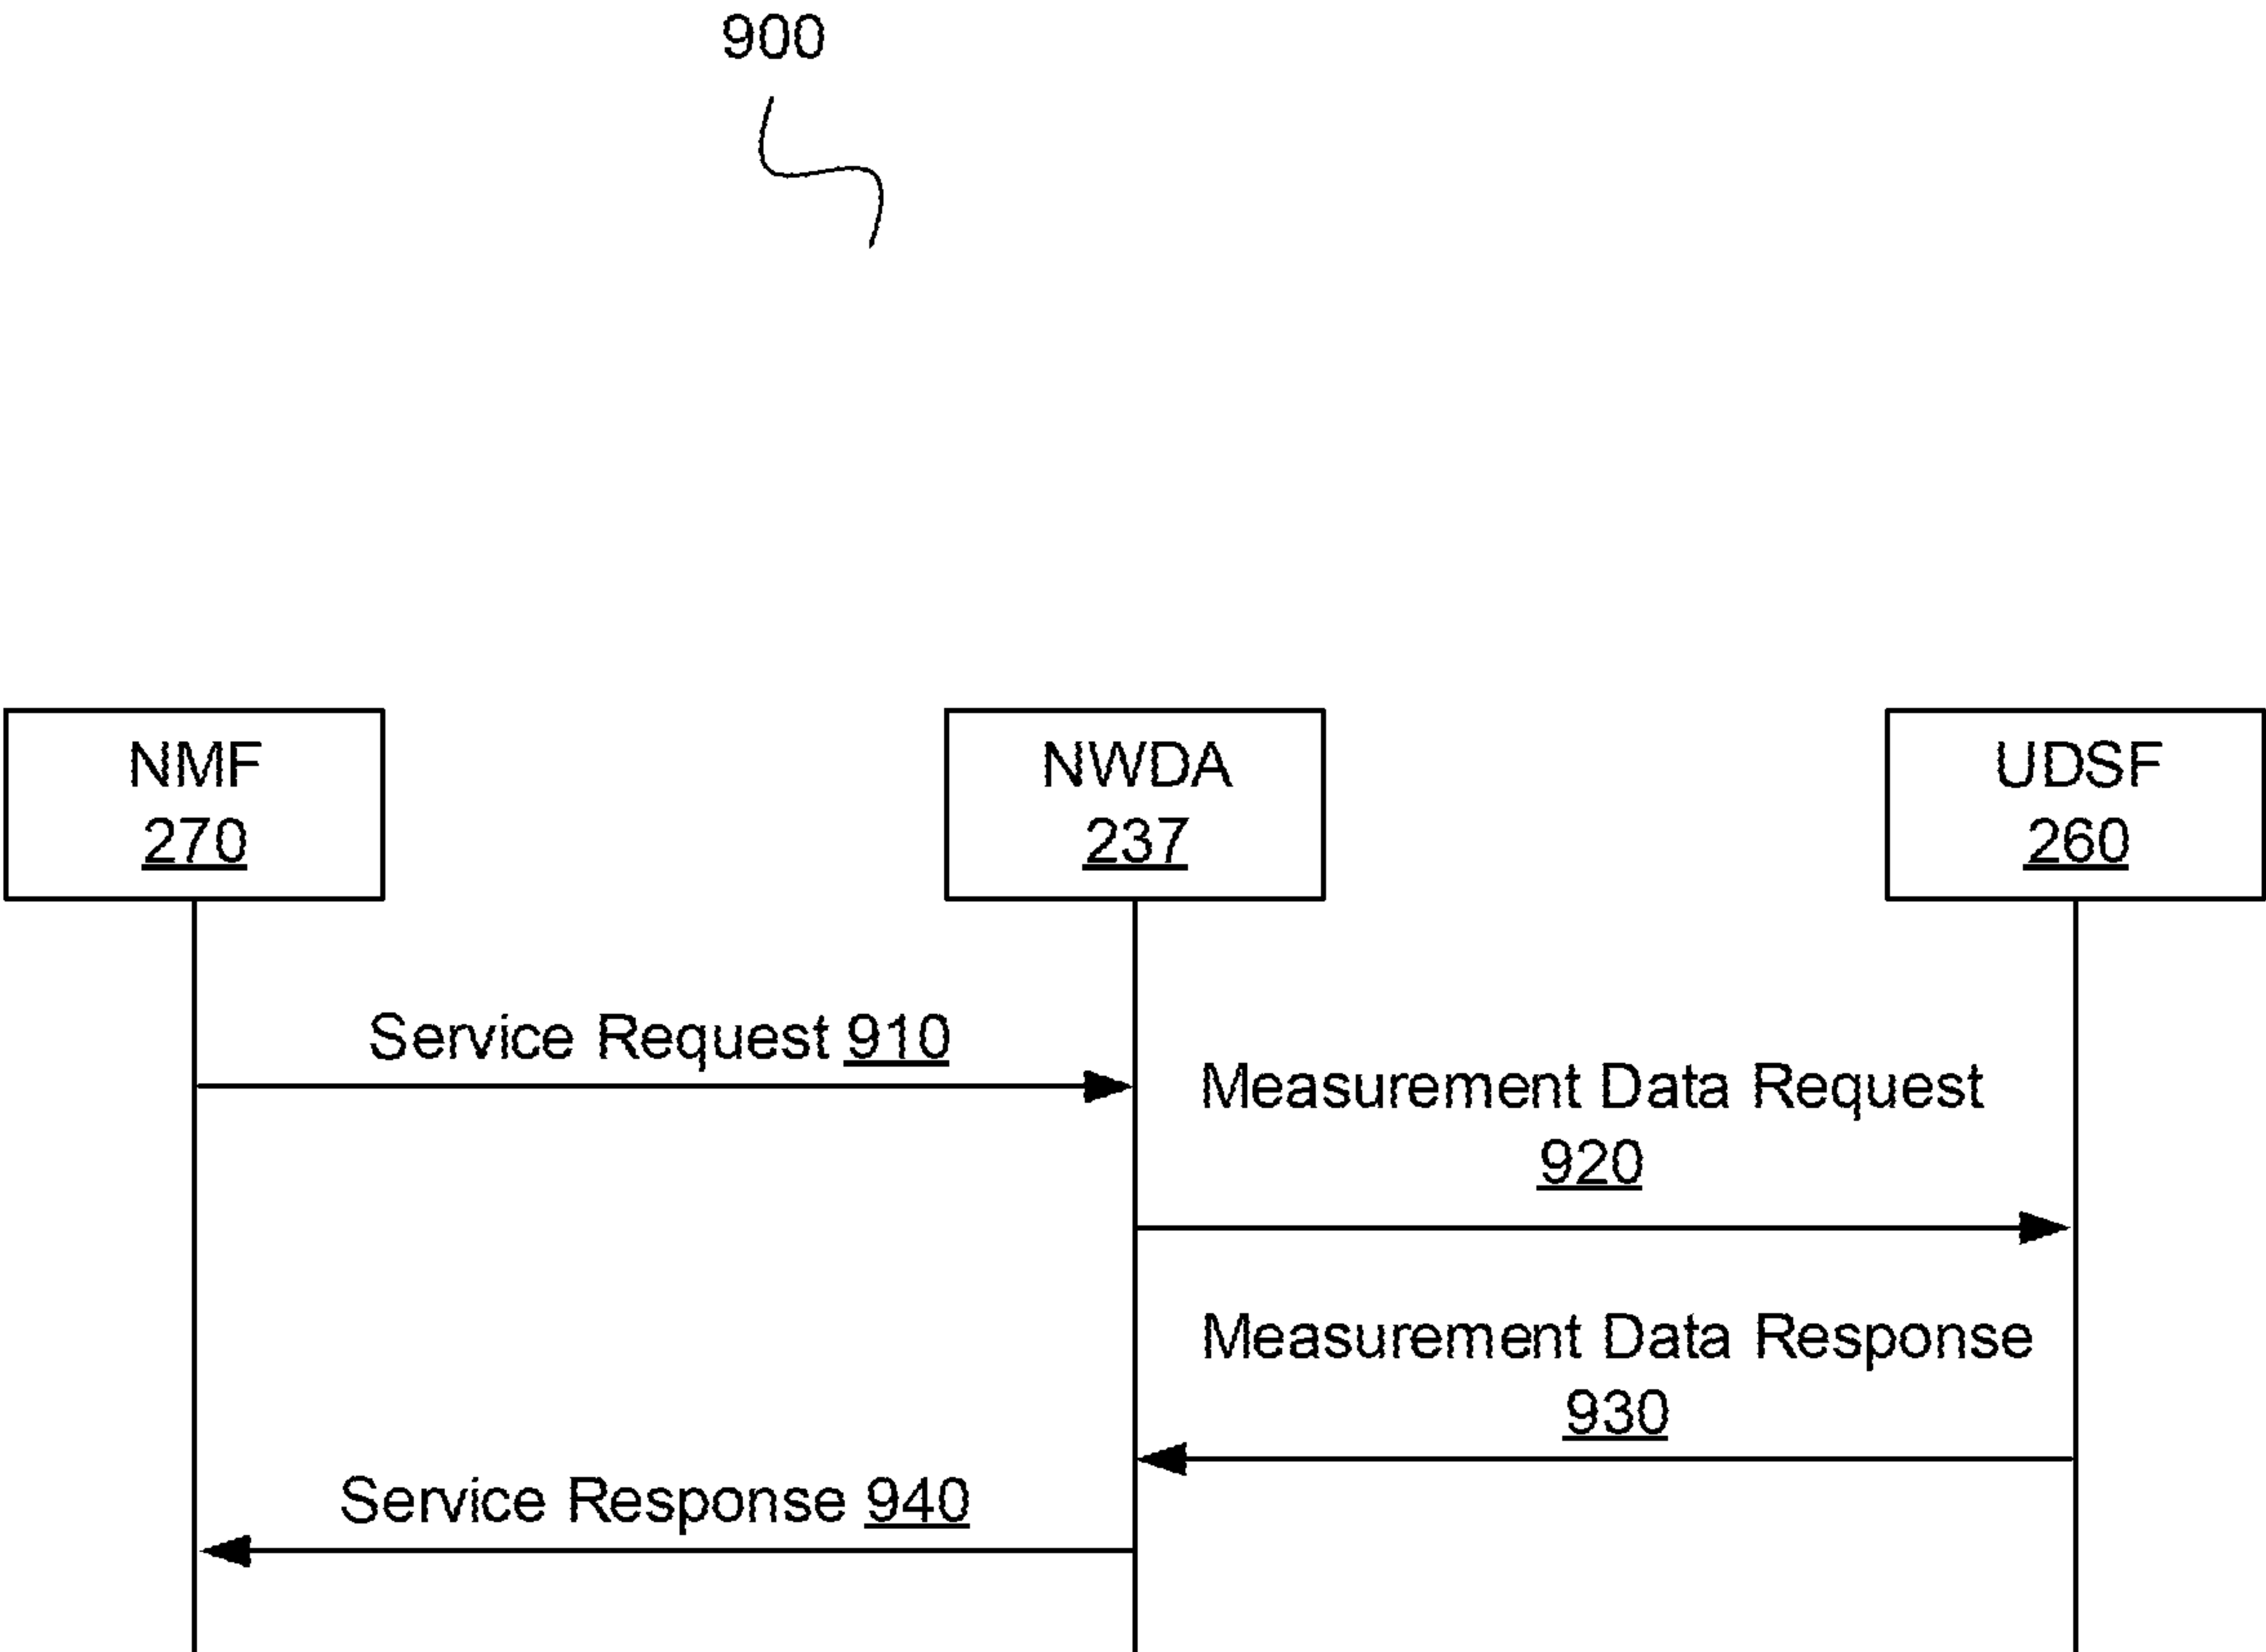 900
NMF
270
NWDA
237
UDSF
260
Service Request 910
Measurement Data Request
920
Measurement Data Response
930
Service Response 940